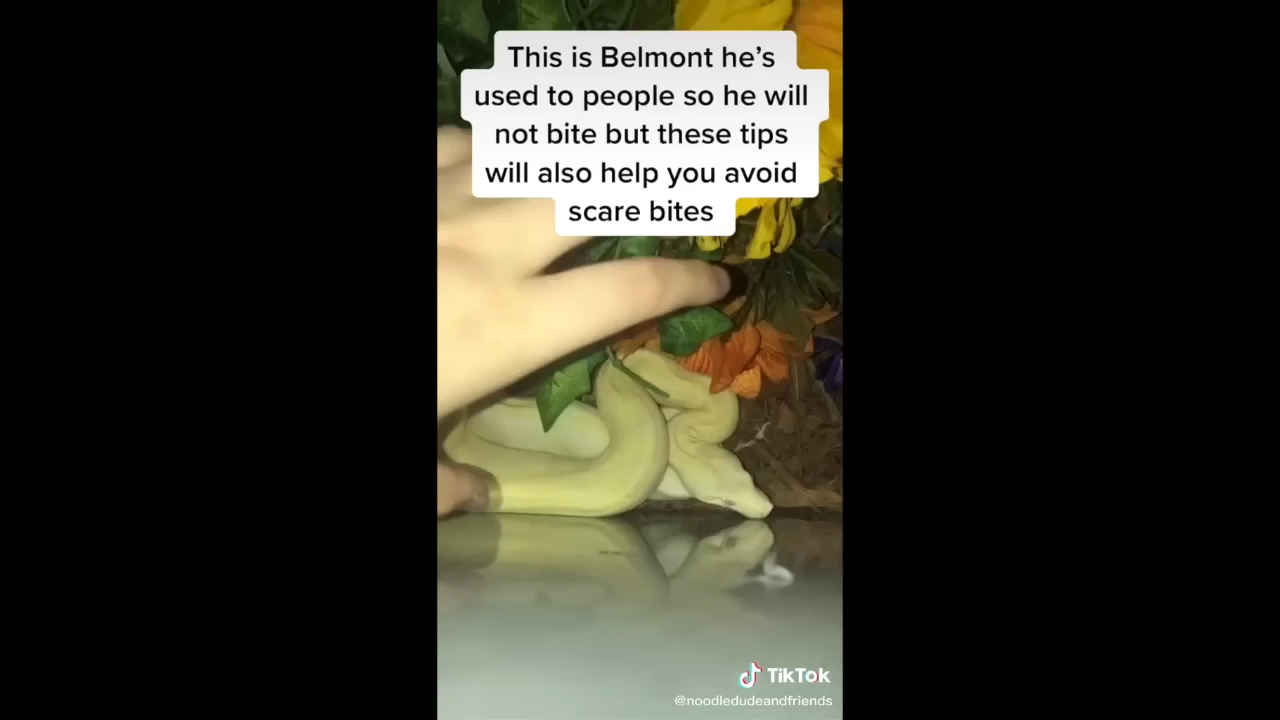 This is Belmont he’s
used to people so he will
not bite but these tips
will also help you avoid
scare bites
TikTok
@noodledudeandfriends